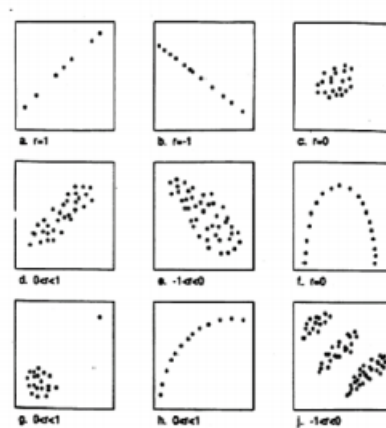 a. r=1
b. r=-1
c. r=0
d. 0<r<1
e. -1<r<0
f. r=0
g. 0<r<1
h. 0<r<1
j. -1<r<0